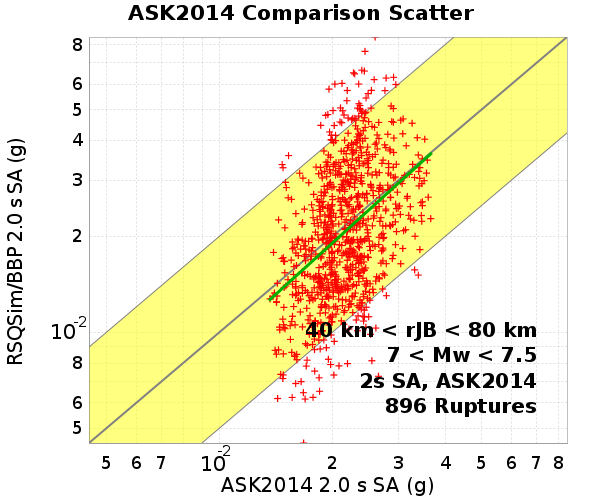 ASK2014 Comparison Scatter
RSQSim/BBP 2.0 s SA (g)
8
6
5
4
3
2
10-2
8
6
5
40 km < rJB < 80 km
7 < Mw < 7.5
2s SA, ASK2014
896 Ruptures
5 6 7 10-2 2 3 4 5 6 7 8
ASK2014 2.0 s SA (g)